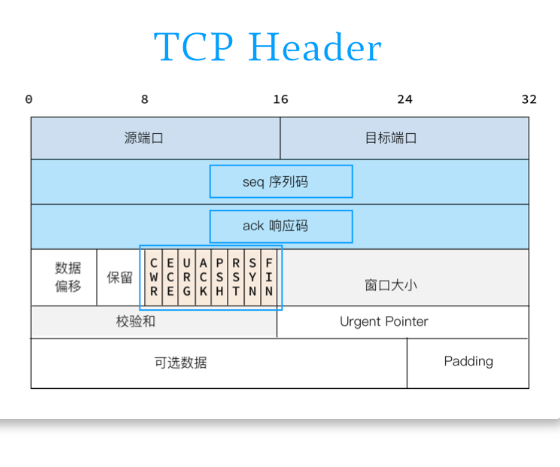 TCP Header
0 8 16 24 32
源端口 目标端口
seq 序列码
ack 响应码
数据偏移 保留 CWR ECE URG ACK PSH RST SYN FIN 窗口大小
校验和 Urgent Pointer
可选数据 Padding